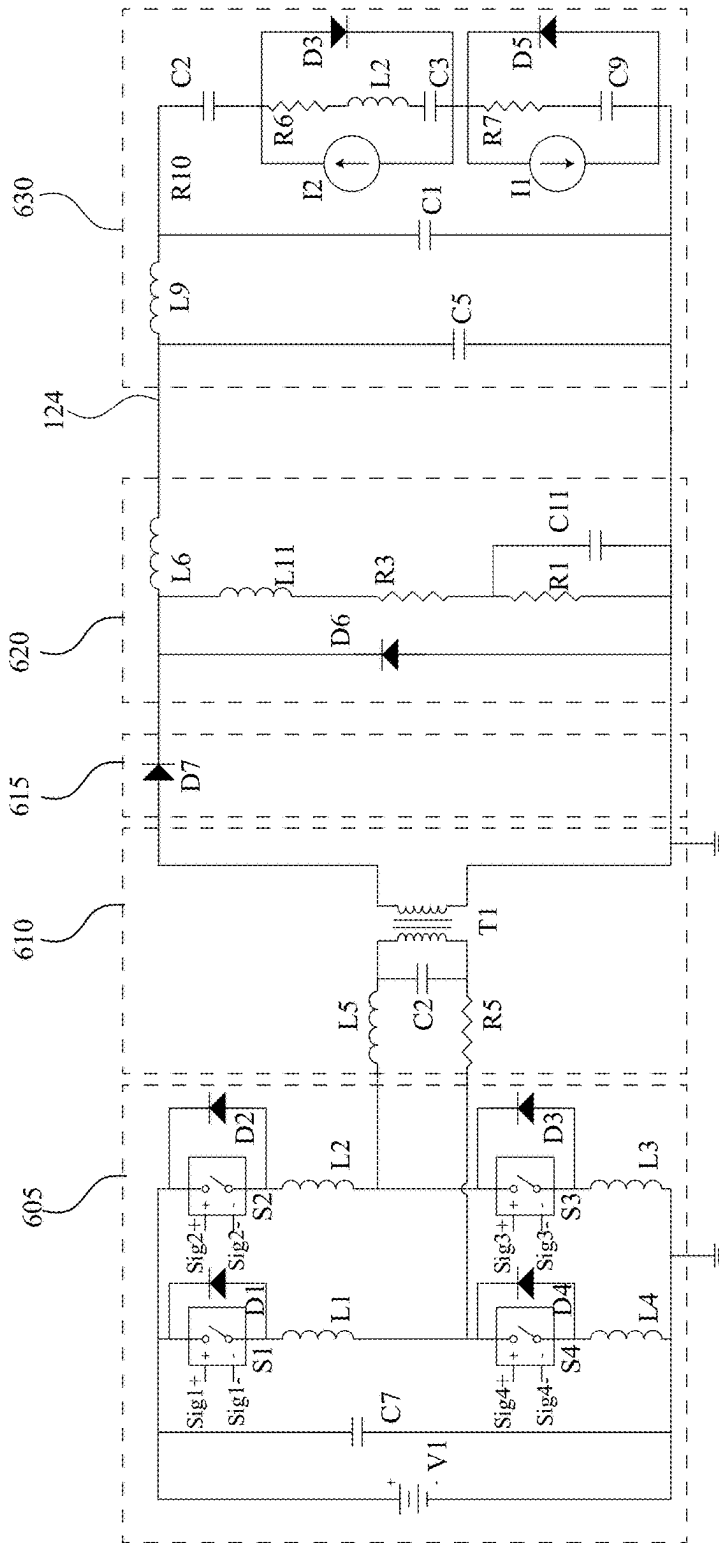 605
610
615
620
124
630
V1
+
-
C7
Sig1+
Sig1-
+
-
S1
D1
L1
Sig2+
Sig2-
+
-
S2
D2
L2
Sig4+
Sig4-
+
-
S4
D4
L4
Sig3+
Sig3-
+
-
S3
D3
L3
L5
C2
R5
T1
D7
D6
L6
L11
R3
R1
C11
L9
C5
C1
R10
C2
I2
R6
L2
C3
D3
I1
R7
C9
D5